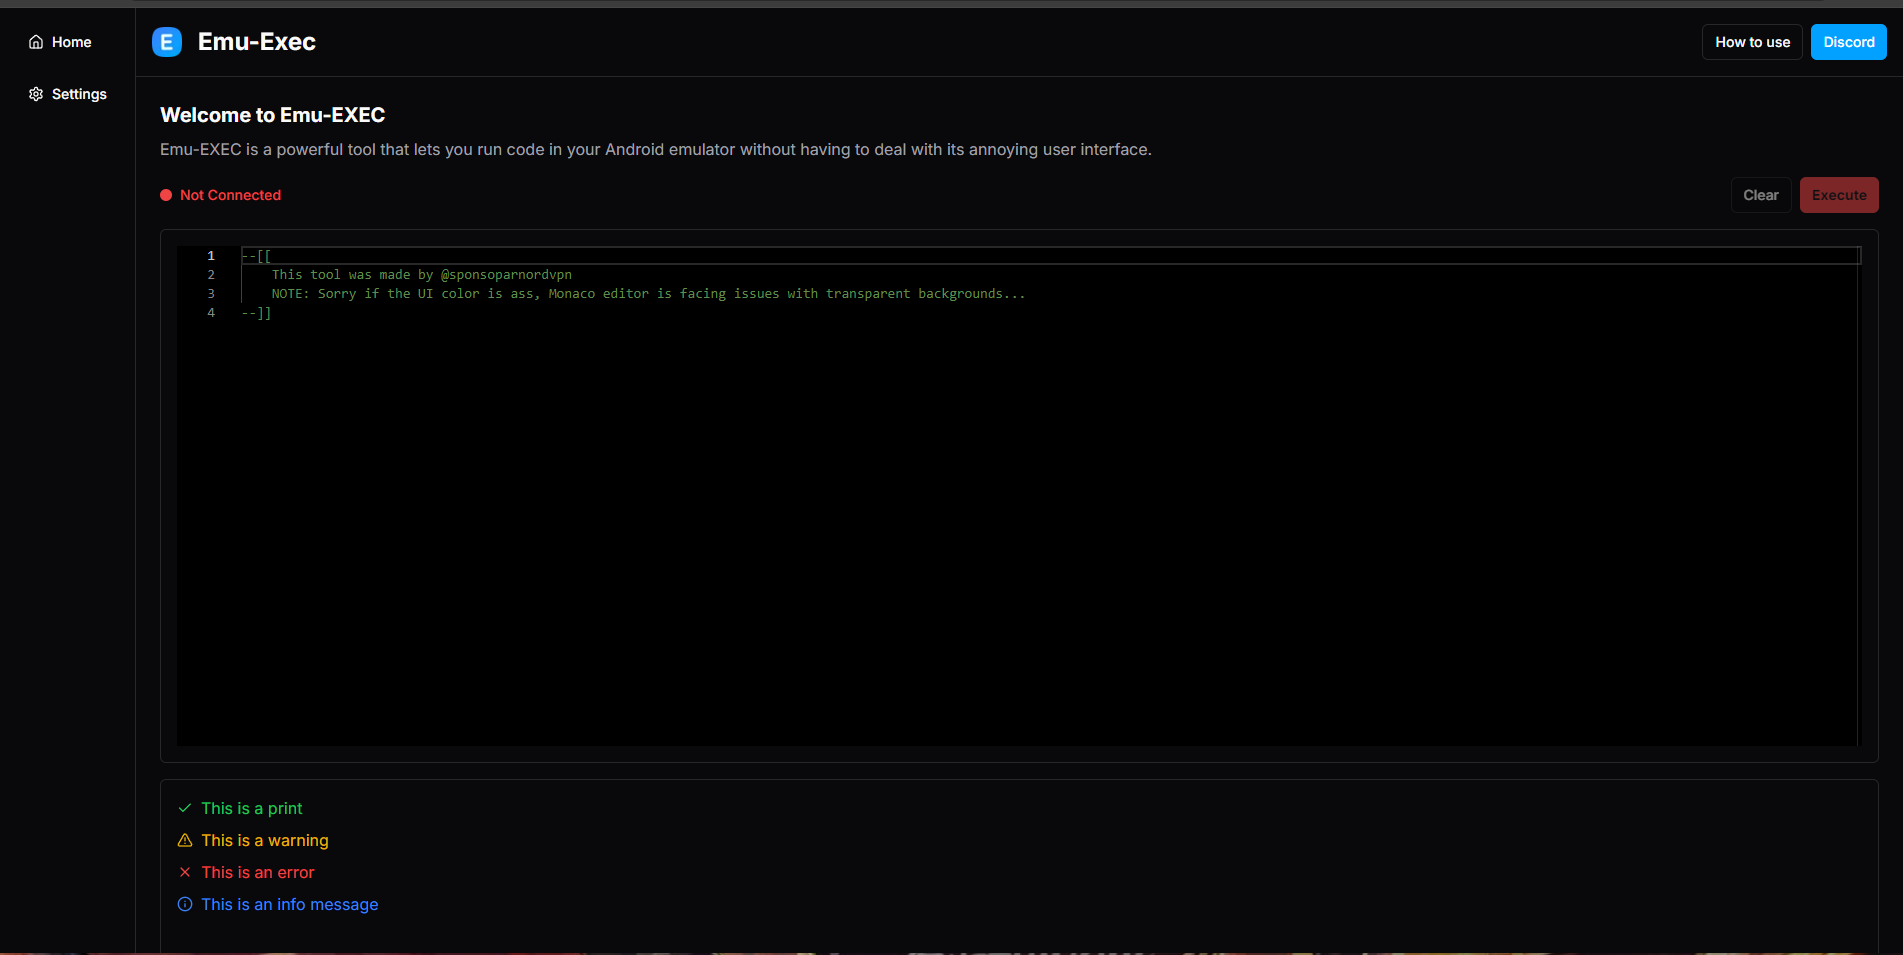 Home
Settings
E Emu-Exec
How to use
Discord
Welcome to Emu-EXEC
Emu-EXEC is a powerful tool that lets you run code in your Android emulator without having to deal with its annoying user interface.
Not Connected
Clear
Execute
1 --[[
2 This tool was made by @sponsoparnordvpn
3 NOTE: Sorry if the UI color is ass, Monaco editor is facing issues with transparent backgrounds...
4 --]]
This is a print
This is a warning
This is an error
This is an info message